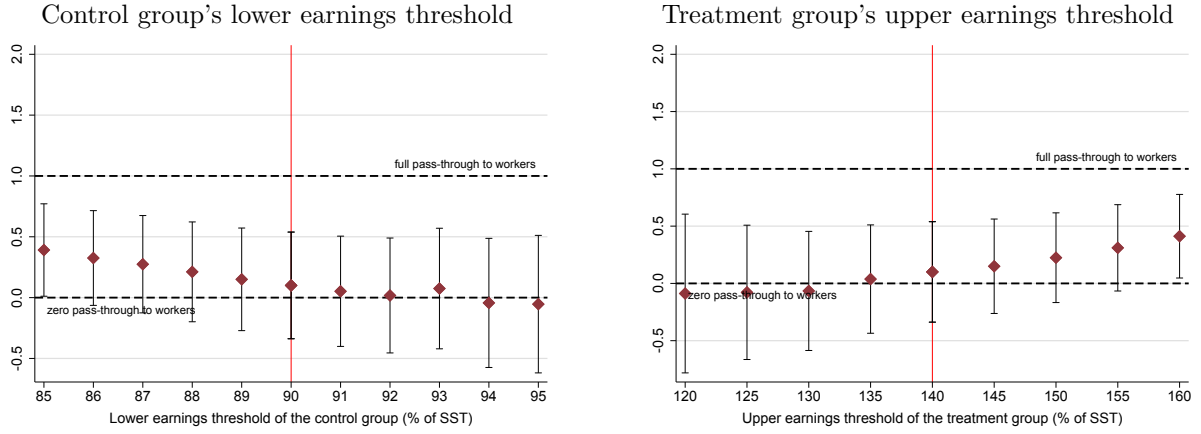 Control group's lower earnings threshold
2.0
1.5
1.0
0.5
0.0
-0.5
full pass-through to workers
zero pass-through to workers
85 86 87 88 89 90 91 92 93 94 95
Lower earnings threshold of the control group (% of SST)
Treatment group's upper earnings threshold
2.0
1.5
1.0
0.5
0.0
-0.5
full pass-through to workers
zero pass-through to workers
120 125 130 135 140 145 150 155 160
Upper earnings threshold of the treatment group (% of SST)